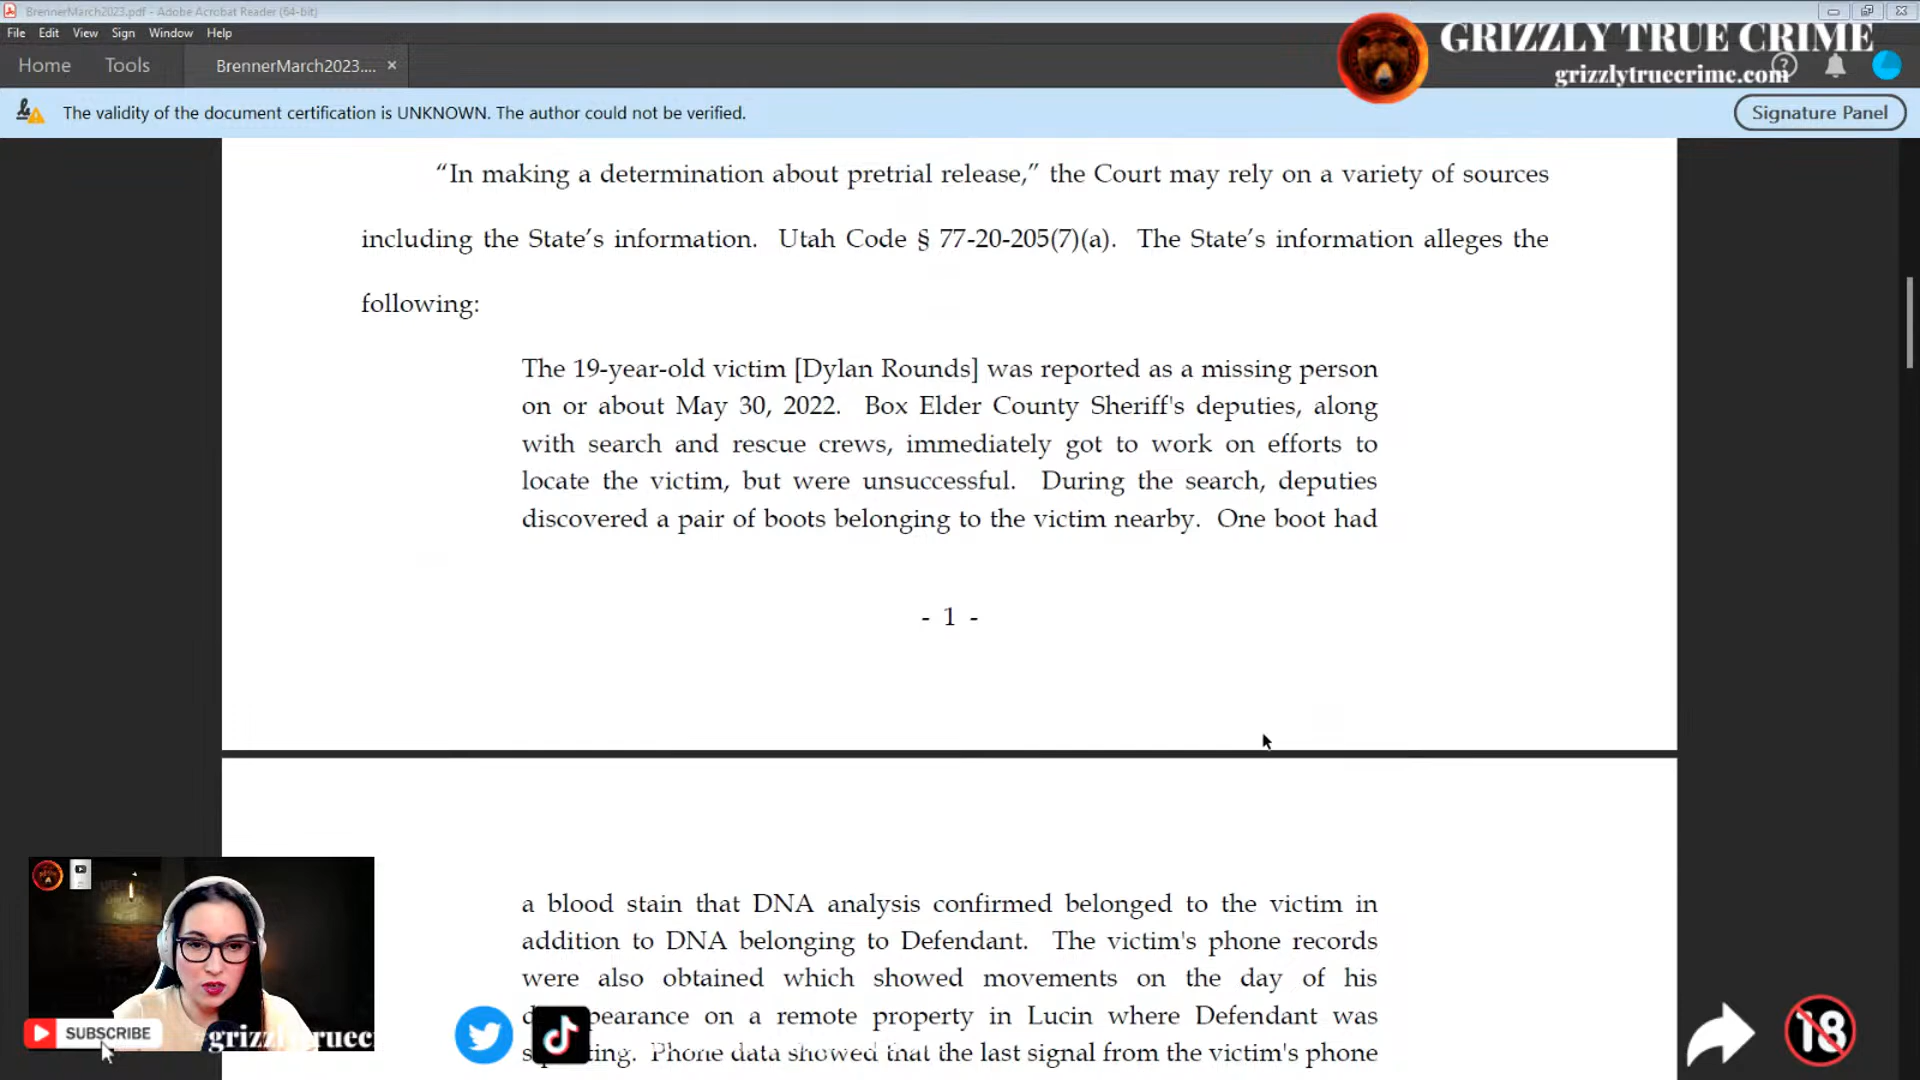 BrennerMarch2023.pdf - Adobe Acrobat Reader (64-bit)
File Edit View Sign Window Help
GRIZZLY TRUE CRIME
grizzlytruecrime.com
Home Tools BrennerMarch2023.... ×
The validity of the document certification is UNKNOWN. The author could not be verified.
Signature Panel
“In making a determination about pretrial release,” the Court may rely on a variety of sources
including the State’s information. Utah Code § 77-20-205(7)(a). The State’s information alleges the
following:
The 19-year-old victim [Dylan Rounds] was reported as a missing person
on or about May 30, 2022. Box Elder County Sheriff's deputies, along
with search and rescue crews, immediately got to work on efforts to
locate the victim, but were unsuccessful. During the search, deputies
discovered a pair of boots belonging to the victim nearby. One boot had
- 1 -
a blood stain that DNA analysis confirmed belonged to the victim in
addition to DNA belonging to Defendant. The victim's phone records
were also obtained which showed movements on the day of his
pearance on a remote property in Lucin where Defendant was
ting. Phone data showed that the last signal from the victim's phone
SUBSCRIBE
#grizzlytruecr
18